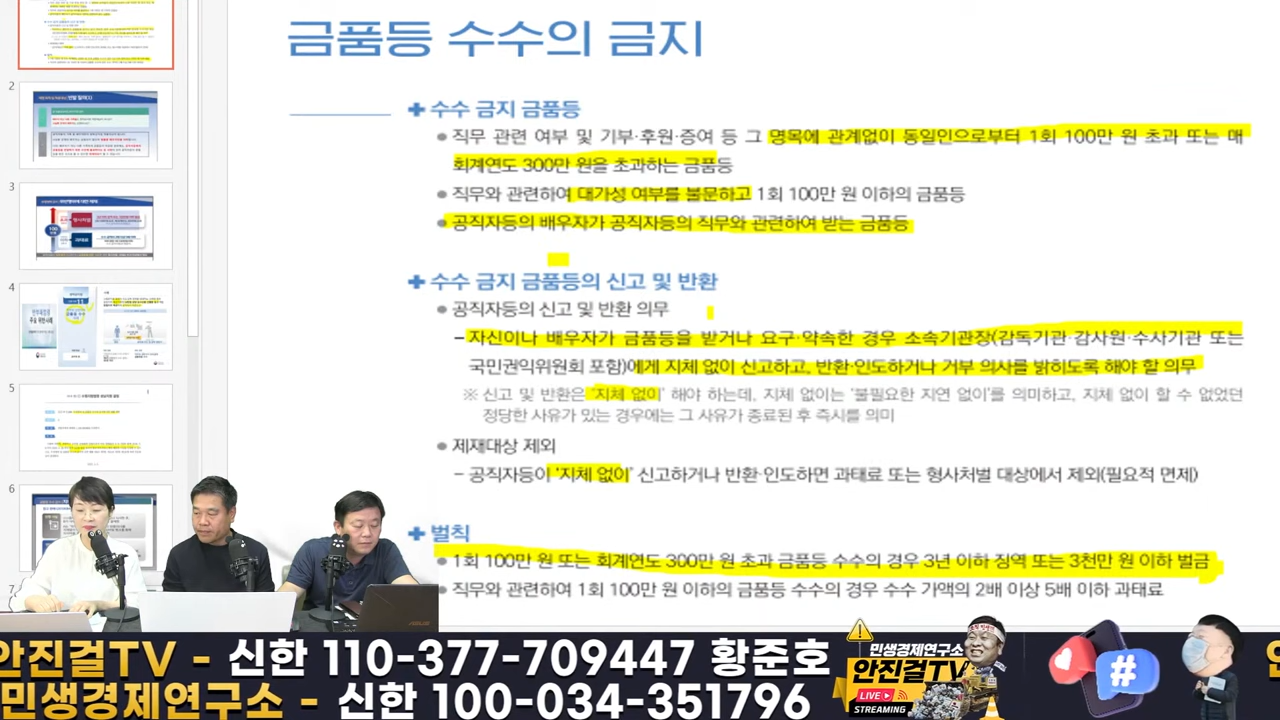 금품등 수수의 금지
✚ 수수 금지 금품등
● 직무 관련 여부 및 기부·후원·증여 등 그 명목에 관계없이 동일인으로부터 1회 100만 원 초과 또는 매
회계연도 300만 원을 초과하는 금품등
● 직무와 관련하여 대가성 여부를 불문하고 1회 100만 원 이하의 금품등
● 공직자등의 배우자가 공직자등의 직무와 관련하여 받는 금품등
✚ 수수 금지 금품등의 신고 및 반환
● 공직자등의 신고 및 반환 의무
– 자신이나 배우자가 금품등을 받거나 요구·약속한 경우 소속기관장(감독기관·감사원·수사기관 또는
국민권익위원회 포함)에게 지체 없이 신고하고, 반환·인도하거나 거부 의사를 밝히도록 해야 할 의무
※ 신고 및 반환은 '지체 없이' 해야 하는데, 지체 없이는 '불필요한 지연 없이'를 의미하고, 지체 없이 할 수 없었던
정당한 사유가 있는 경우에는 그 사유가 종료된 후 즉시를 의미
● 제재대상 제외
– 공직자등이 '지체 없이' 신고하거나 반환·인도하면 과태료 또는 형사처벌 대상에서 제외(필요적 면제)
✚ 벌칙
● 1회 100만 원 또는 회계연도 300만 원 초과 금품등 수수의 경우 3년 이하 징역 또는 3천만 원 이하 벌금
● 직무와 관련하여 1회 100만 원 이하의 금품등 수수의 경우 수수 가액의 2배 이상 5배 이하 과태료
2
3
4
5
6
7
안진걸TV - 신한 110-377-709447 황준호
민생경제연구소 - 신한 100-034-351796
민생경제연구소
안진걸TV
LIVE
STREAMING
#